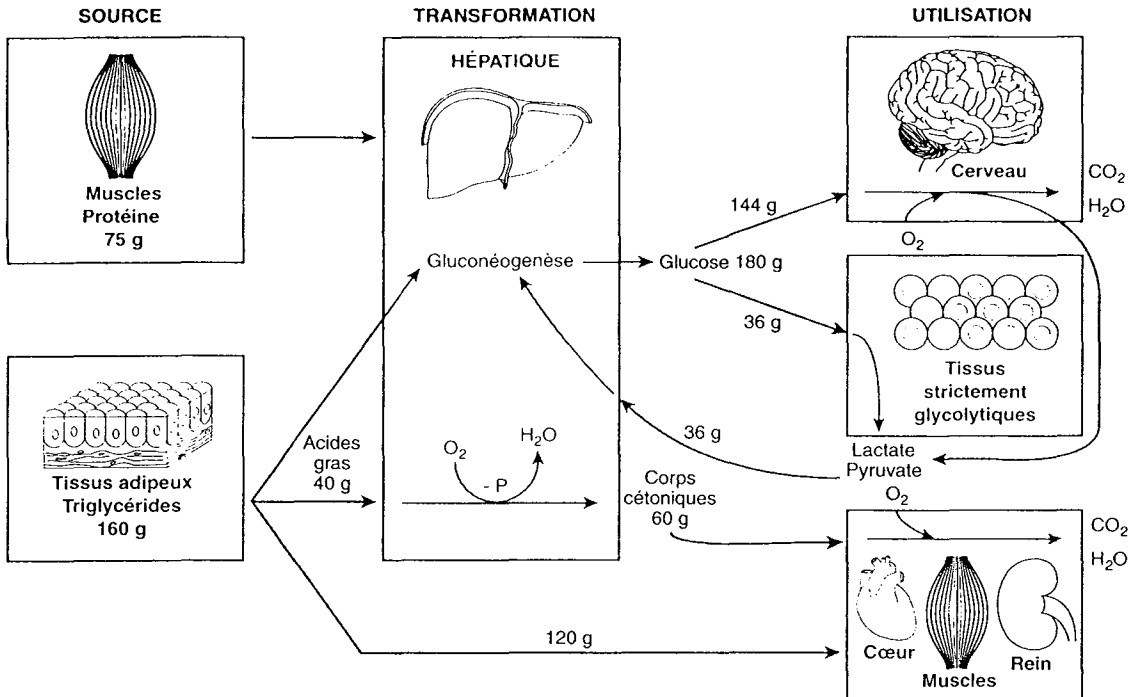 SOURCE
Muscles
Protéine
75 g
Tissus adipeux
Triglycérides
160 g
TRANSFORMATION
HÉPATIQUE
Gluconéogenèse
Acides
gras
40 g
O₂
H₂O
- P
Glucose 180 g
144 g
36 g
36 g
Corps
cétoniques
60 g
120 g
UTILISATION
Cerveau
O₂
CO₂
H₂O
Tissus
strictement
glycolytiques
Lactate
Pyruvate
O₂
CO₂
H₂O
Cœur
Muscles
Rein